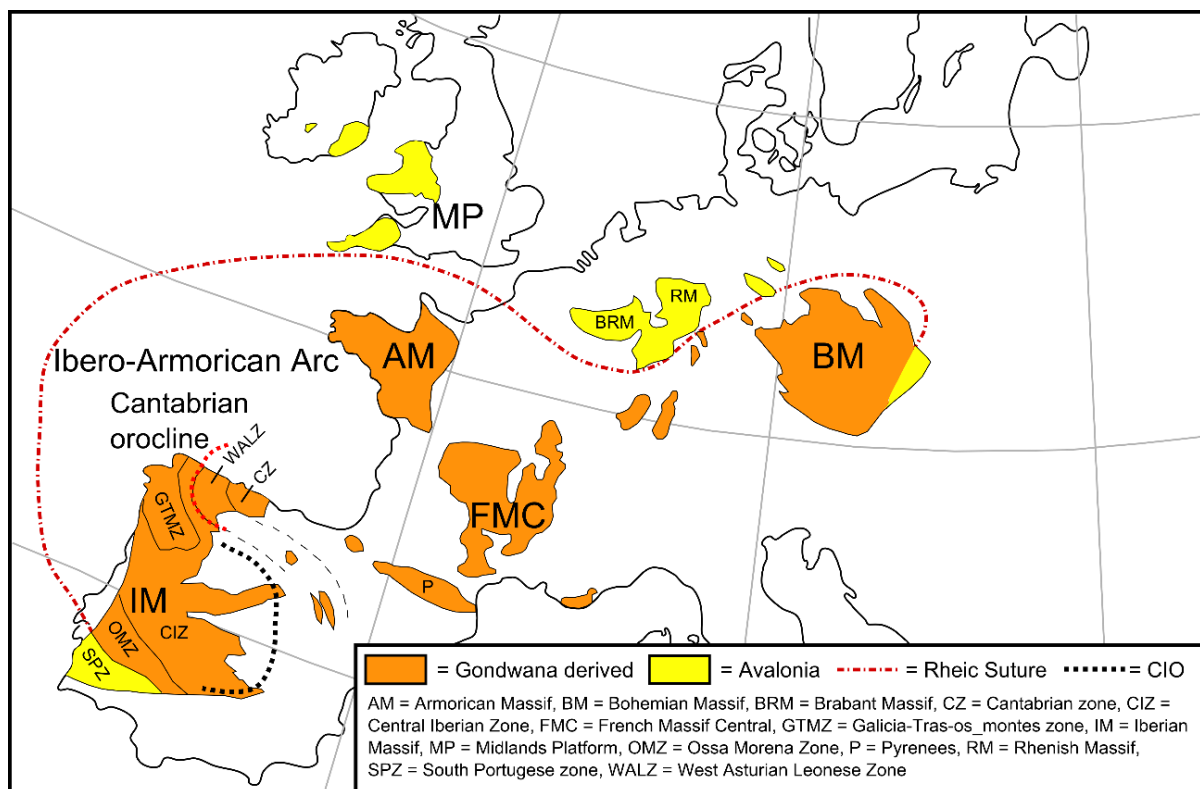 MP
RM
BRM
AM
BM
Ibero-Armorican Arc
Cantabrian
orocline
WALZ
CZ
GTMZ
FMC
P
IM
CIZ
OMZ
SPZ
= Gondwana derived
= Avalonia
= Rheic Suture
= CIO
AM = Armorican Massif, BM = Bohemian Massif, BRM = Brabant Massif, CZ = Cantabrian zone, CIZ =
Central Iberian Zone, FMC = French Massif Central, GTMZ = Galicia-Tras-os_montes zone, IM = Iberian
Massif, MP = Midlands Platform, OMZ = Ossa Morena Zone, P = Pyrenees, RM = Rhenish Massif,
SPZ = South Portugese zone, WALZ = West Asturian Leonese Zone